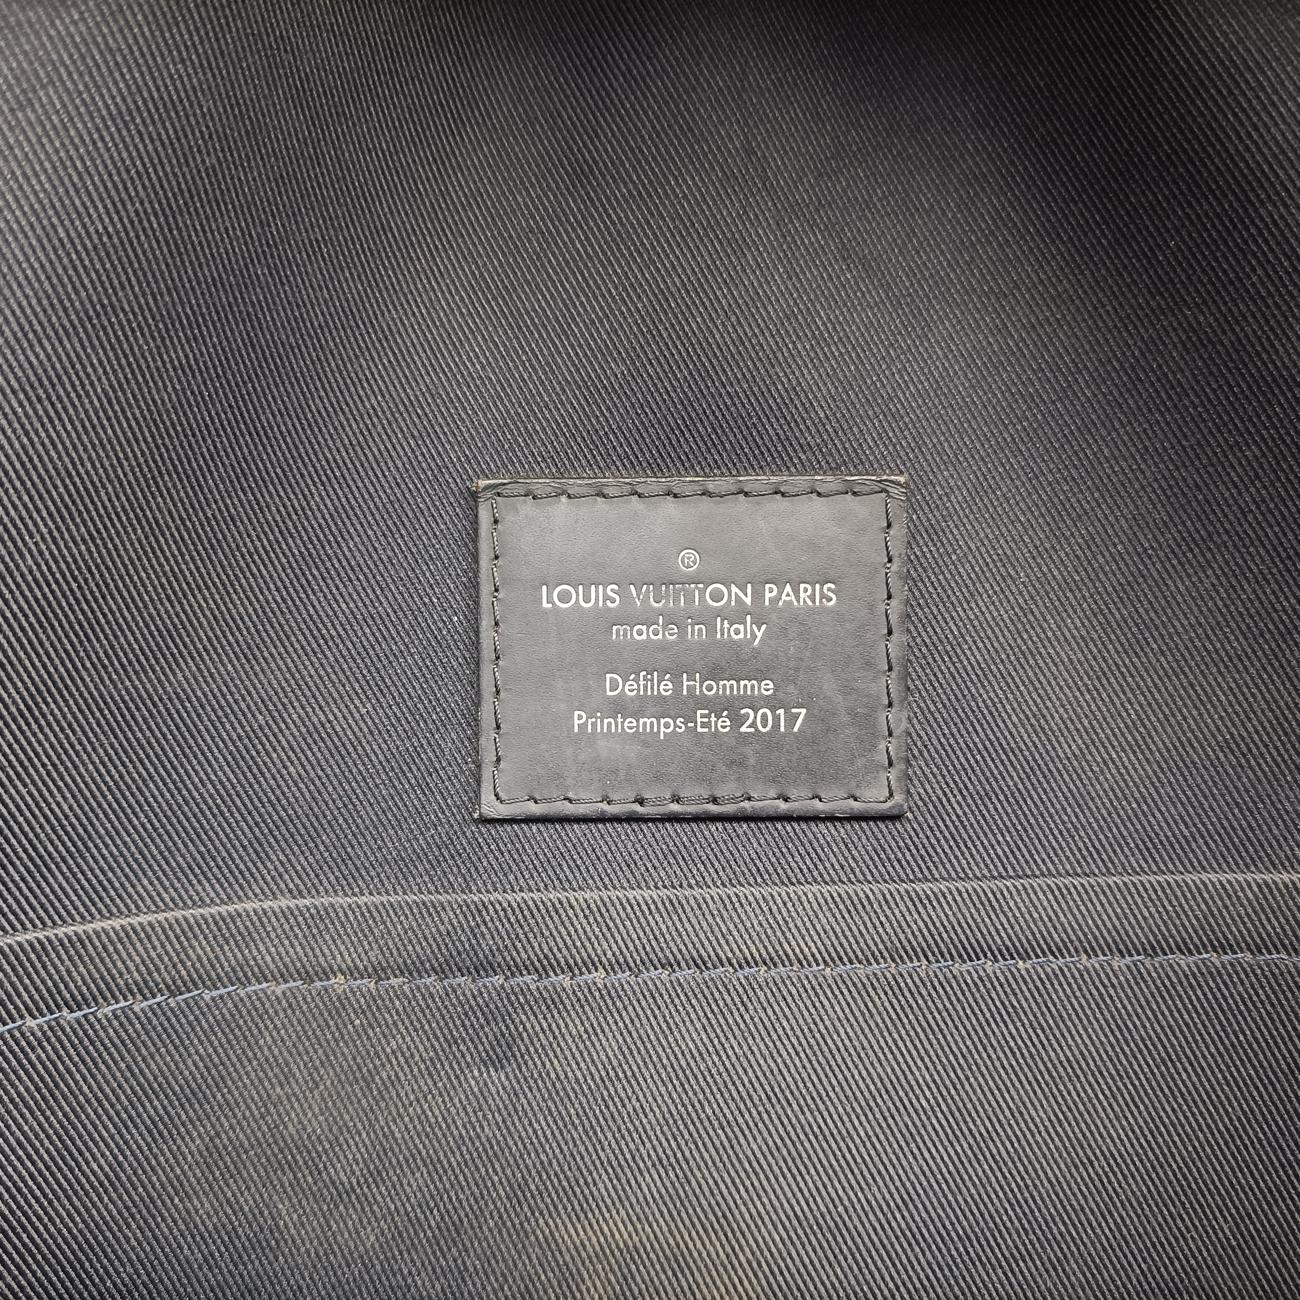 ®
LOUIS VUITTON PARIS
made in Italy
Défilé Homme
Printemps-Eté 2017